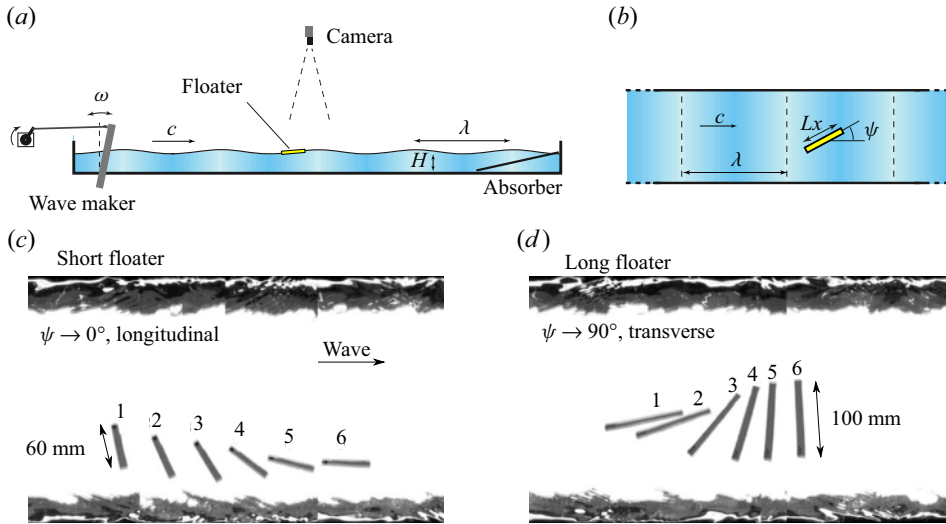 (a)
Camera
Floater
ω
c
λ
H
Wave maker
Absorber
(b)
c
Lx
ψ
λ
(c)
Short floater
ψ → 0°, longitudinal
Wave
1
2
3
4
5
6
60 mm
(d)
Long floater
ψ → 90°, transverse
1
2
3
4
5
6
100 mm